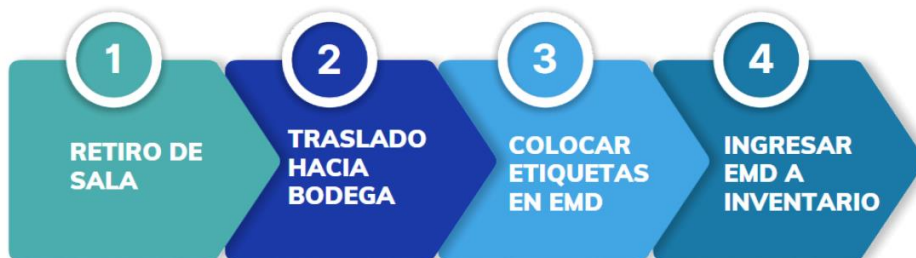 1
RETIRO DE
SALA
2
TRASLADO
HACIA
BODEGA
3
COLOCAR
ETIQUETAS
EN EMD
4
INGRESAR
EMD A
INVENTARIO